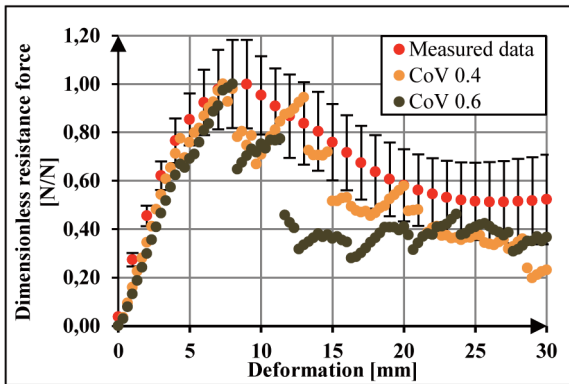 1,20
1,00
0,80
0,60
0,40
0,20
0,00
Dimensionless resistance force
[N/N]
Measured data
CoV 0.4
CoV 0.6
0 5 10 15 20 25 30
Deformation [mm]